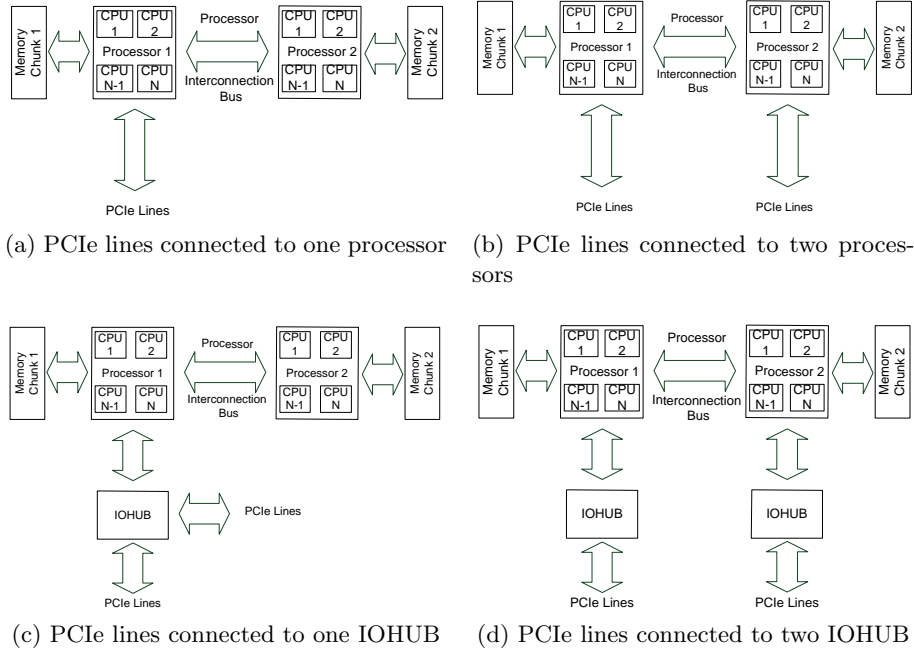 Memory
Chunk 1
CPU
1
CPU
2
Processor 1
CPU
N-1
CPU
N
Processor
Interconnection
Bus
CPU
1
CPU
2
Processor 2
CPU
N-1
CPU
N
Memory
Chunk 2
PCIe Lines
(a) PCIe lines connected to one processor
Memory
Chunk 1
CPU
1
CPU
2
Processor 1
CPU
N-1
CPU
N
Processor
Interconnection
Bus
CPU
1
CPU
2
Processor 2
CPU
N-1
CPU
N
Memory
Chunk 2
PCIe Lines
PCIe Lines
(b) PCIe lines connected to two proces-
sors
Memory
Chunk 1
CPU
1
CPU
2
Processor 1
CPU
N-1
CPU
N
Processor
Interconnection
Bus
CPU
1
CPU
2
Processor 2
CPU
N-1
CPU
N
Memory
Chunk 2
IOHUB
PCIe Lines
PCIe Lines
(c) PCIe lines connected to one IOHUB
Memory
Chunk 1
CPU
1
CPU
2
Processor 1
CPU
N-1
CPU
N
Processor
Interconnection
Bus
CPU
1
CPU
2
Processor 2
CPU
N-1
CPU
N
Memory
Chunk 2
IOHUB
IOHUB
PCIe Lines
PCIe Lines
(d) PCIe lines connected to two IOHUB